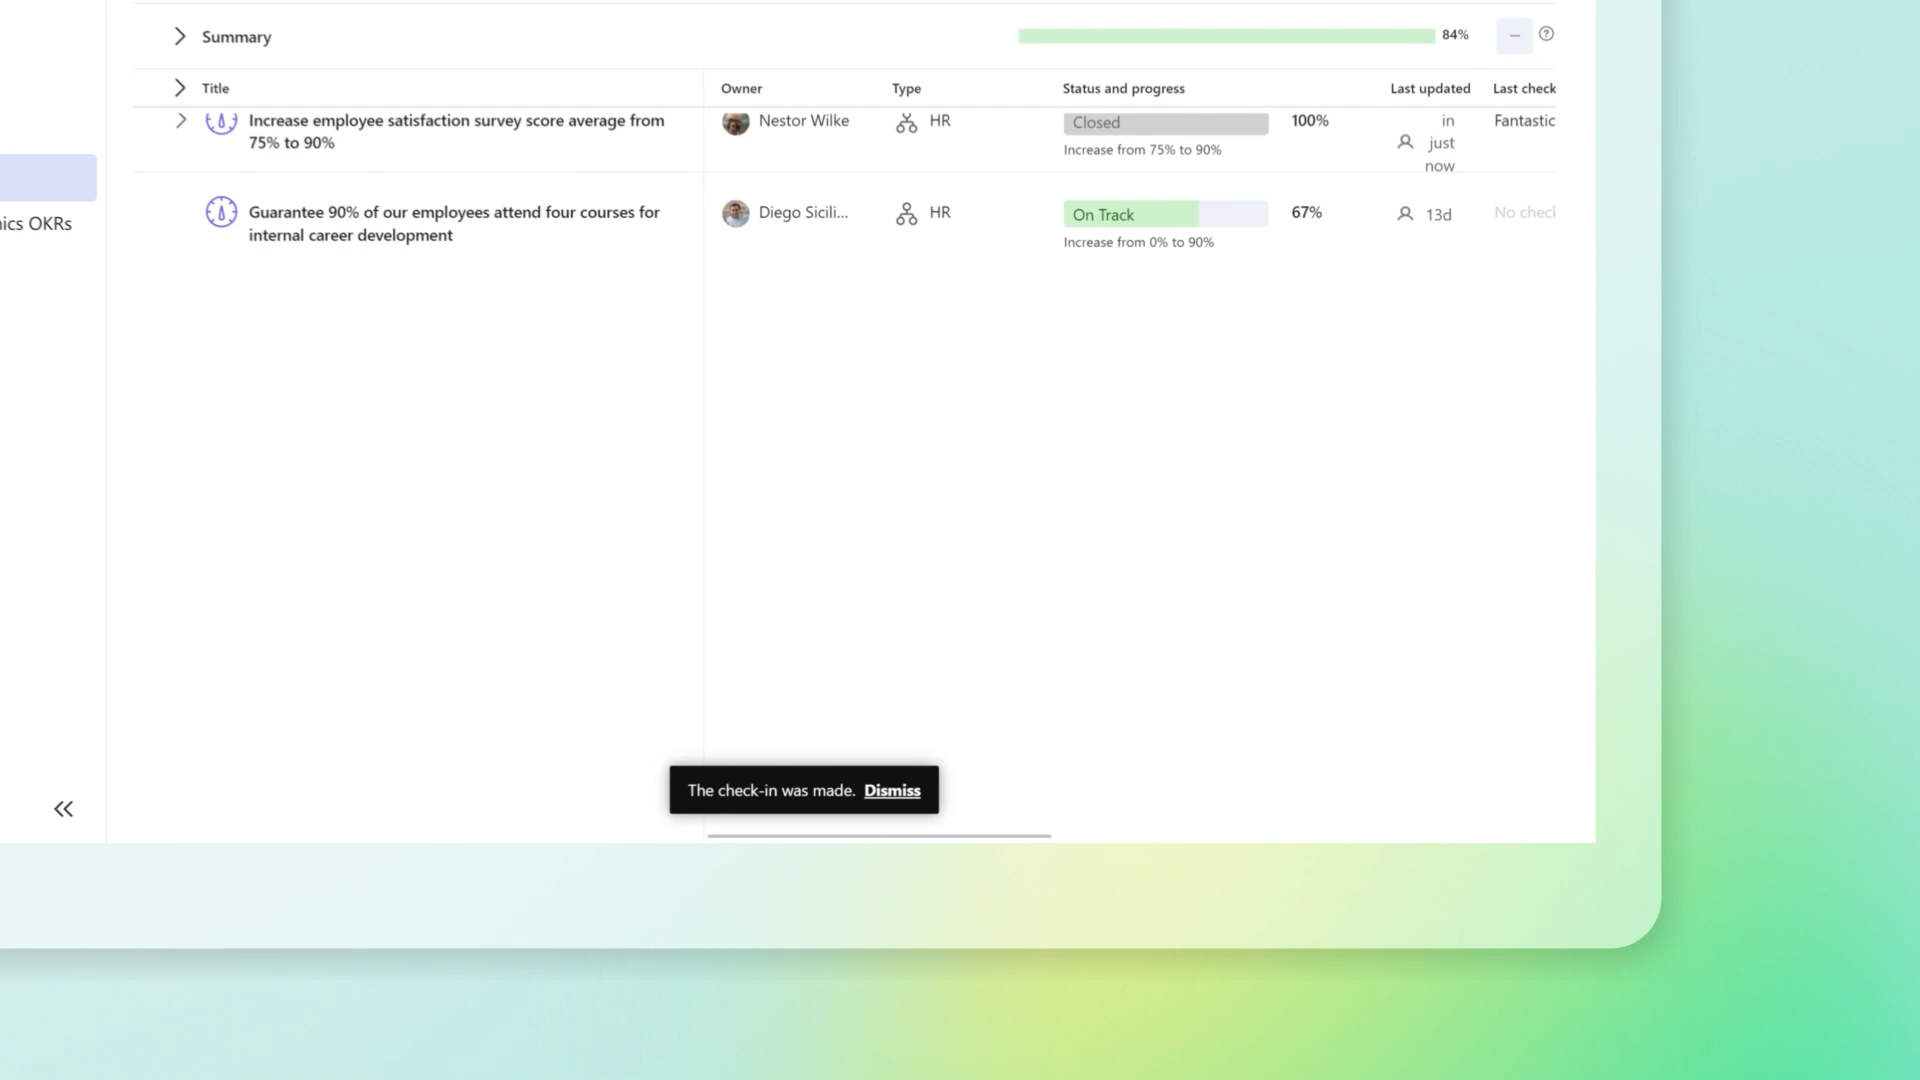 Summary
84%
Title
Owner
Type
Status and progress
Last updated
Last check
Increase employee satisfaction survey score average from
75% to 90%
Nestor Wilke
HR
Closed
100%
Increase from 75% to 90%
in
just
now
Fantastic
Guarantee 90% of our employees attend four courses for
internal career development
Diego Sicili...
HR
On Track
67%
Increase from 0% to 90%
13d
No check
ics OKRs
The check-in was made. Dismiss